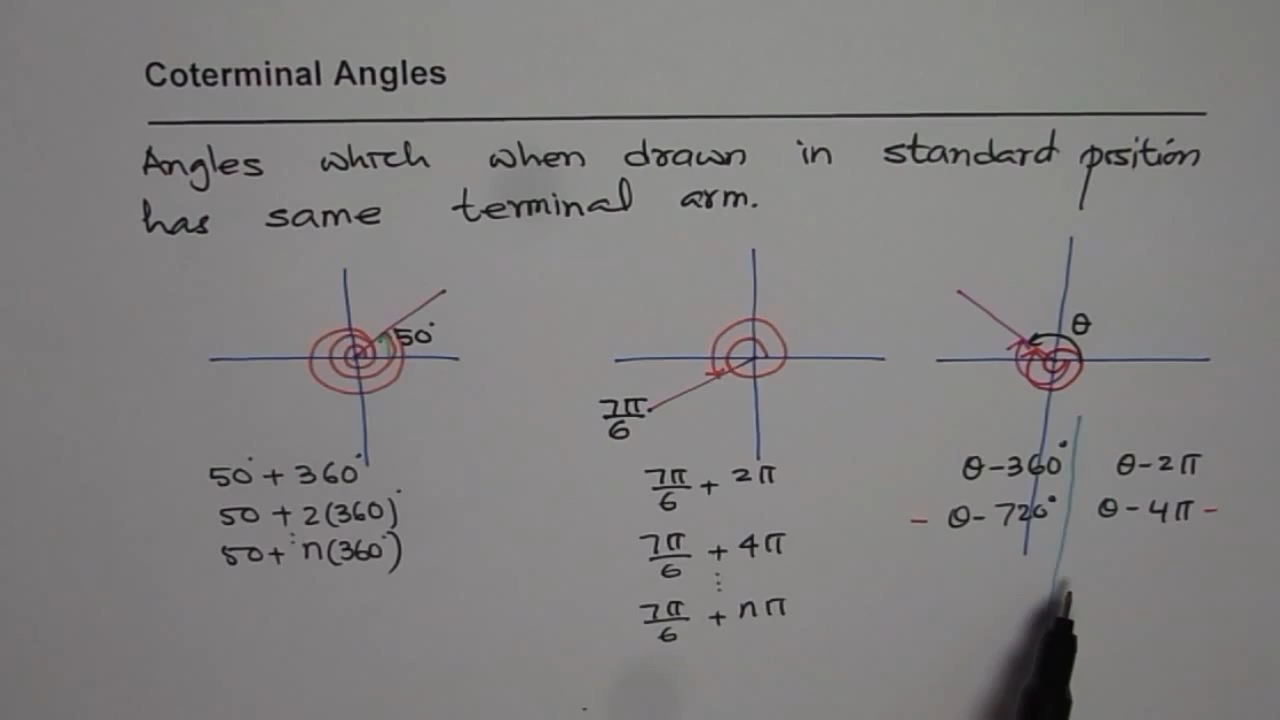 Coterminal Angles
Angles which when drawn in standard position
has same terminal arm.
50°
50° + 360°
50 + 2(360)°
⋮
50 + n(360°)
7π/6
7π/6 + 2π
7π/6 + 4π
⋮
7π/6 + nπ
θ
θ-360° θ-2π
- θ-720° θ-4π -